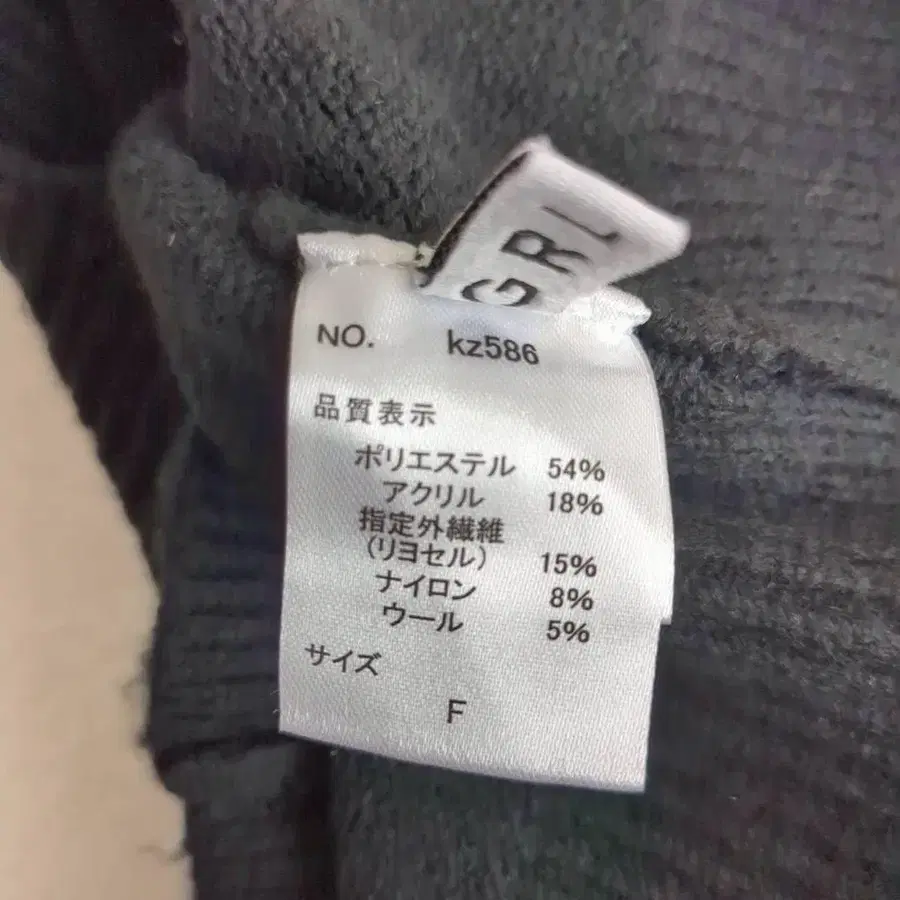 GRL
NO. kz586
品質表示
ポリエステル 54%
アクリル 18%
指定外繊維
(リヨセル) 15%
ナイロン 8%
ウール 5%
サイズ
F